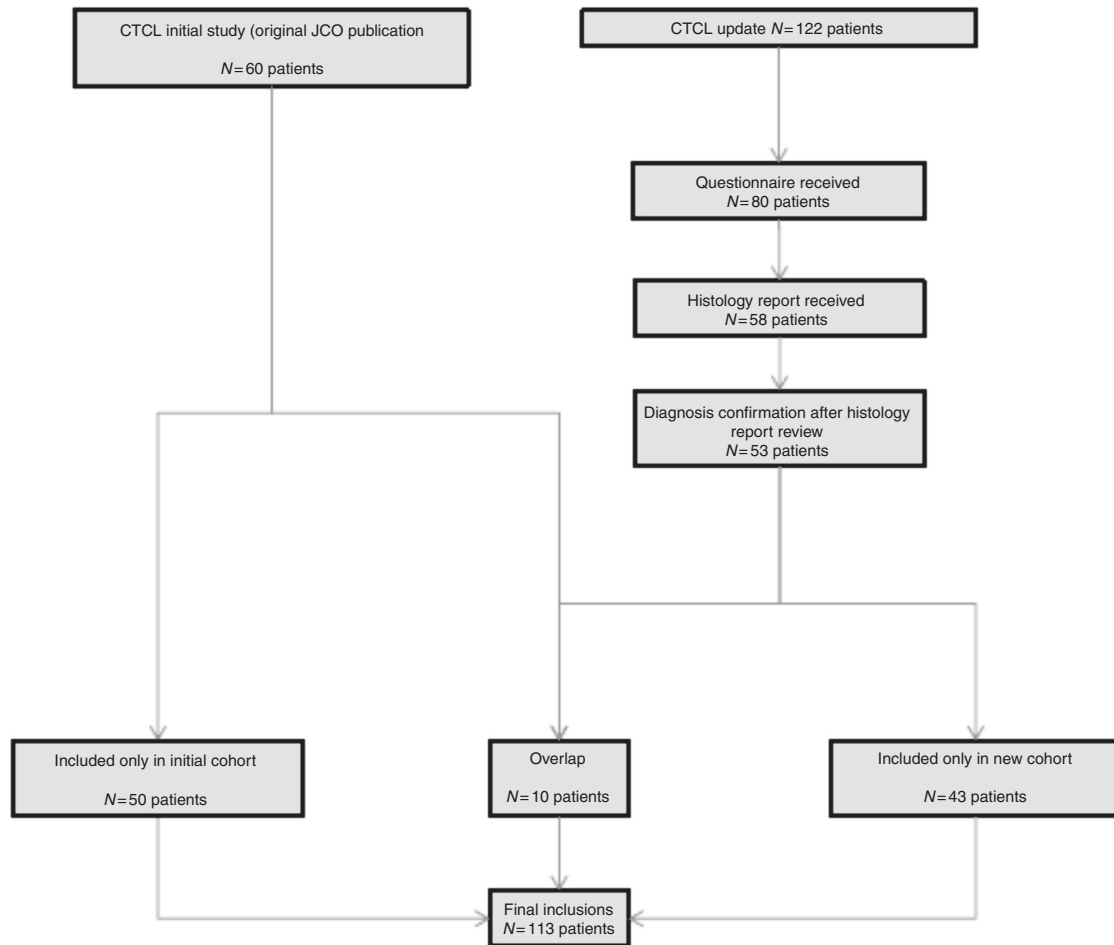 CTCL initial study (original JCO publication
N=60 patients
CTCL update N=122 patients
Questionnaire received
N=80 patients
Histology report received
N=58 patients
Diagnosis confirmation after histology
report review
N=53 patients
Included only in initial cohort
N=50 patients
Overlap
N=10 patients
Included only in new cohort
N=43 patients
Final inclusions
N=113 patients